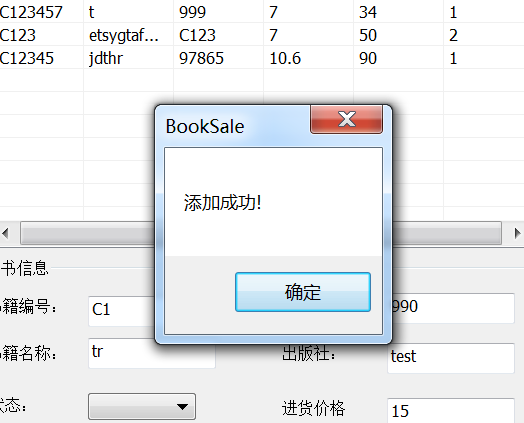 C123457 t 999 7 34 1
C123 etsygtaf... C123 7 50 2
C12345 jdthr 97865 10.6 90 1
BookSale
添加成功!
确定
书信息
籍编号： C1 990
籍名称： tr 出版社： test
状态： 进货价格 15